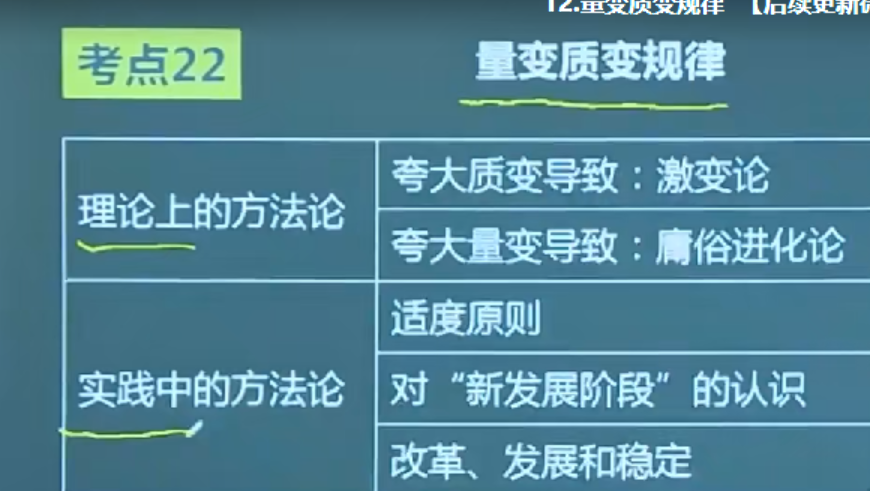 12.量变质变规律 【后续更新
考点22
量变质变规律
理论上的方法论
夸大质变导致：激变论
夸大量变导致：庸俗进化论
实践中的方法论
适度原则
对“新发展阶段”的认识
改革、发展和稳定